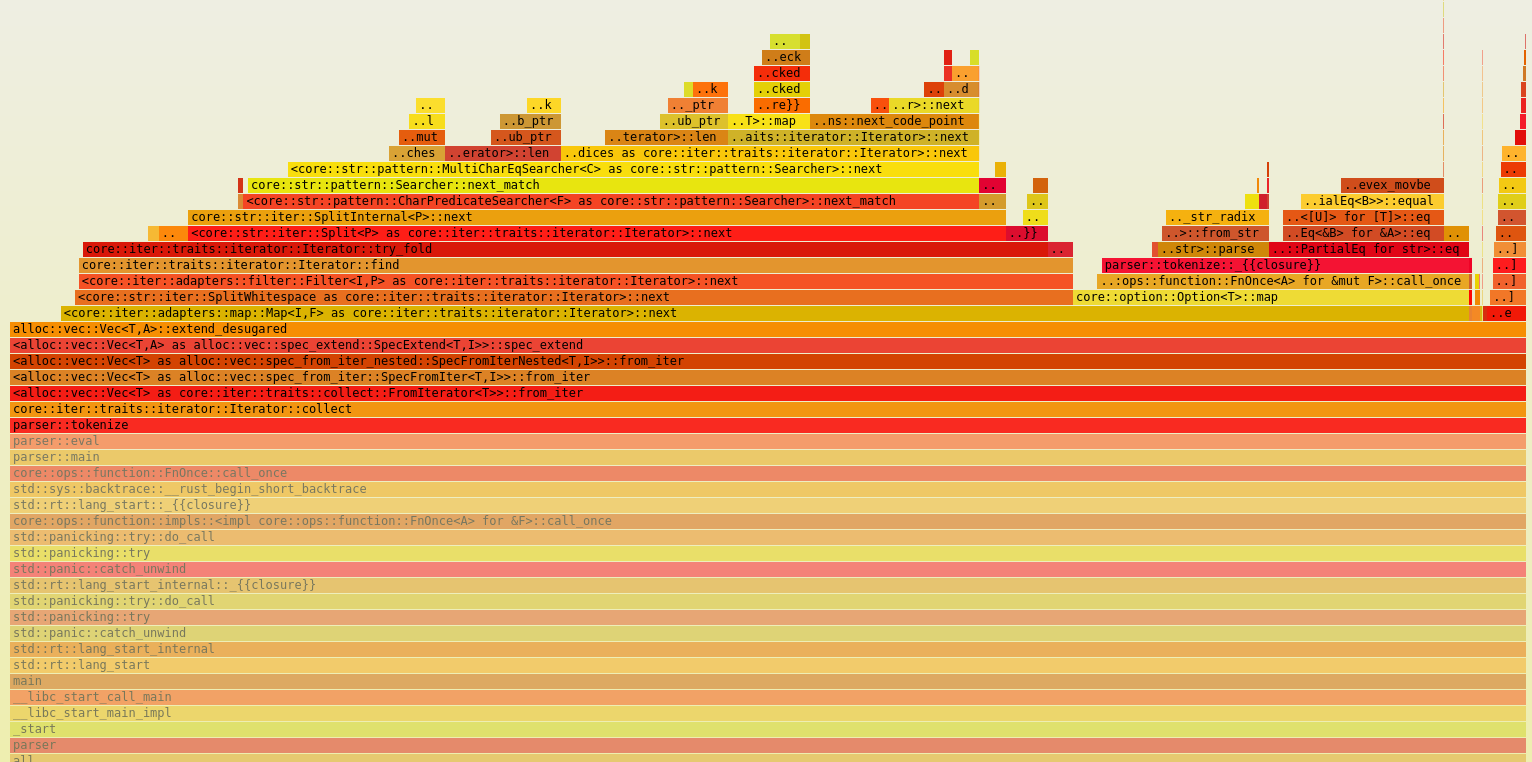 ..
..eck
..cked ..
..k ..cked .. ..d
.. ..k .._ptr ..re}} .. ..r>::next
..l ..b_ptr ..ub_ptr ..T>::map ..ns::next_code_point
..mut ..ub_ptr ..terator>::len ..aits::iterator::Iterator>::next
..ches ..erator>::len ..dices as core::iter::traits::iterator::Iterator>::next ..
<core::str::pattern::MultiCharEqSearcher<C> as core::str::pattern::Searcher>::next ..
core::str::pattern::Searcher::next_match .. ..evex_movbe ..
<core::str::pattern::CharPredicateSearcher<F> as core::str::pattern::Searcher>::next_match .. .. ..ialEq<B>>::equal ..
core::str::iter::SplitInternal<P>::next .. .._str_radix ..<[U]> for [T]>::eq ..
.. <core::str::iter::Split<P> as core::iter::traits::iterator::Iterator>::next ..}} ..>::from_str ..Eq<&B> for &A>::eq .. ..
core::iter::traits::iterator::Iterator::try_fold .. ..str>::parse ..::PartialEq for str>::eq ..]
core::iter::traits::iterator::Iterator::find parser::tokenize::_{{closure}} ..]
<core::iter::adapters::filter::Filter<I,P> as core::iter::traits::iterator::Iterator>::next ..:ops::function::FnOnce<A> for &mut F>::call_once ..]
<core::str::iter::SplitWhitespace as core::iter::traits::iterator::Iterator>::next core::option::Option<T>::map ..]
<core::iter::adapters::map::Map<I,F> as core::iter::traits::iterator::Iterator>::next ..e
alloc::vec::Vec<T,A>::extend_desugared
<alloc::vec::Vec<T,A> as alloc::vec::spec_extend::SpecExtend<T,I>>::spec_extend
<alloc::vec::Vec<T> as alloc::vec::spec_from_iter_nested::SpecFromIterNested<T,I>>::from_iter
<alloc::vec::Vec<T> as alloc::vec::spec_from_iter::SpecFromIter<T,I>>::from_iter
<alloc::vec::Vec<T> as core::iter::traits::collect::FromIterator<T>>::from_iter
core::iter::traits::iterator::Iterator::collect
parser::tokenize
parser::eval
parser::main
core::ops::function::FnOnce::call_once
std::sys::backtrace::__rust_begin_short_backtrace
std::rt::lang_start::_{{closure}}
core::ops::function::impls::<impl core::ops::function::FnOnce<A> for &F>::call_once
std::panicking::try::do_call
std::panicking::try
std::panic::catch_unwind
std::rt::lang_start_internal::_{{closure}}
std::panicking::try::do_call
std::panicking::try
std::panic::catch_unwind
std::rt::lang_start_internal
std::rt::lang_start
main
__libc_start_call_main
__libc_start_main_impl
_start
parser
all